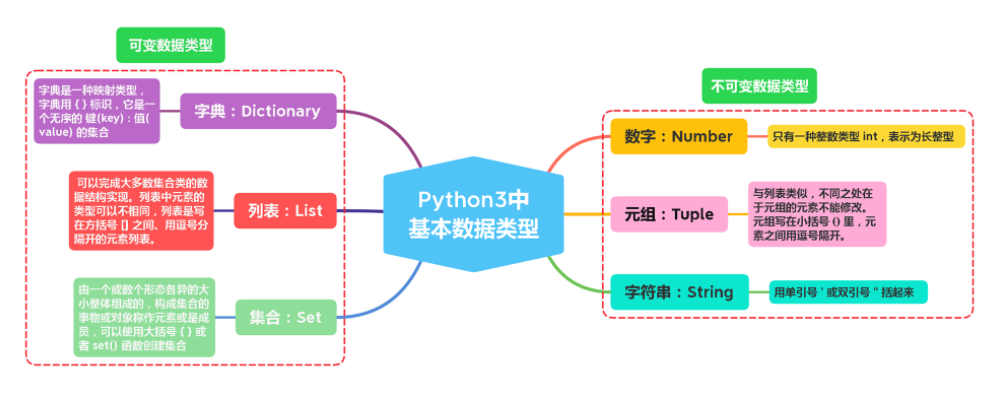 可变数据类型
字典是一种映射类型，
字典用 { } 标识，它是一
个无序的 键(key) : 值(
value) 的集合
字典：Dictionary
可以完成大多数集合类的数
据结构实现。列表中元素的
类型可以不相同，列表是写
在方括号 [] 之间、用逗号分
隔开的元素列表。
列表：List
由一个或数个形态各异的大
小整体组成的，构成集合的
事物或对象称作元素或是成
员，可以使用大括号 { } 或
者 set() 函数创建集合
集合：Set
Python3中
基本数据类型
不可变数据类型
数字：Number
只有一种整数类型 int，表示为长整型
元组：Tuple
与列表类似，不同之处在
于元组的元素不能修改。
元组写在小括号 () 里，元
素之间用逗号隔开。
字符串：String
用单引号 ' 或双引号 " 括起来